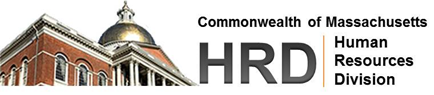 Commonwealth of Massachusetts
HRD
Human
Resources
Division